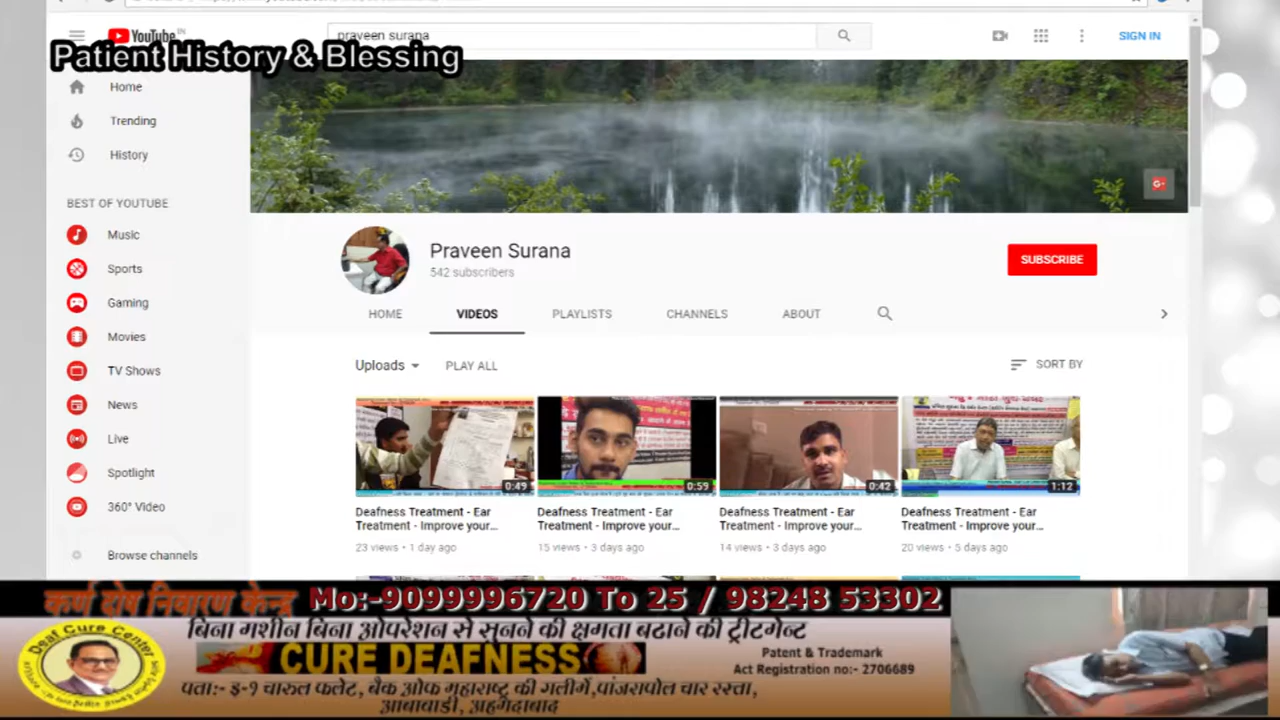 YouTube IN
praveen surana
SIGN IN
Patient History & Blessing
Home
Trending
History
BEST OF YOUTUBE
Music
Sports
Gaming
Movies
TV Shows
News
Live
Spotlight
360° Video
Browse channels
G+
Praveen Surana
542 subscribers
SUBSCRIBE
HOME VIDEOS PLAYLISTS CHANNELS ABOUT
Uploads PLAY ALL SORT BY
0:49 0:59 0:42 1:12
Deafness Treatment - Ear Treatment - Improve your...
23 views • 1 day ago
Deafness Treatment - Ear Treatment - Improve your...
15 views • 3 days ago
Deafness Treatment - Ear Treatment - Improve your...
14 views • 3 days ago
Deafness Treatment - Ear Treatment - Improve your...
20 views • 5 days ago
कर्ण दोष निवारण केन्द्र Mo:-9099996720 To 25 / 98248 53302
बिना मशीन बिना ओपरेशन से सुनने की क्षमता बढाने की ट्रीटमेन्ट
Deaf Cure Center
CURE DEAFNESS
Patent & Trademark
Act Registration no:- 2706689
पता:- इ-१ चारुल फलेट, बैंक ओफ महाराष्ट्र की गलीमें,पांजरापोल चार रस्ता,
आंबावाडी, अहमदाबाद